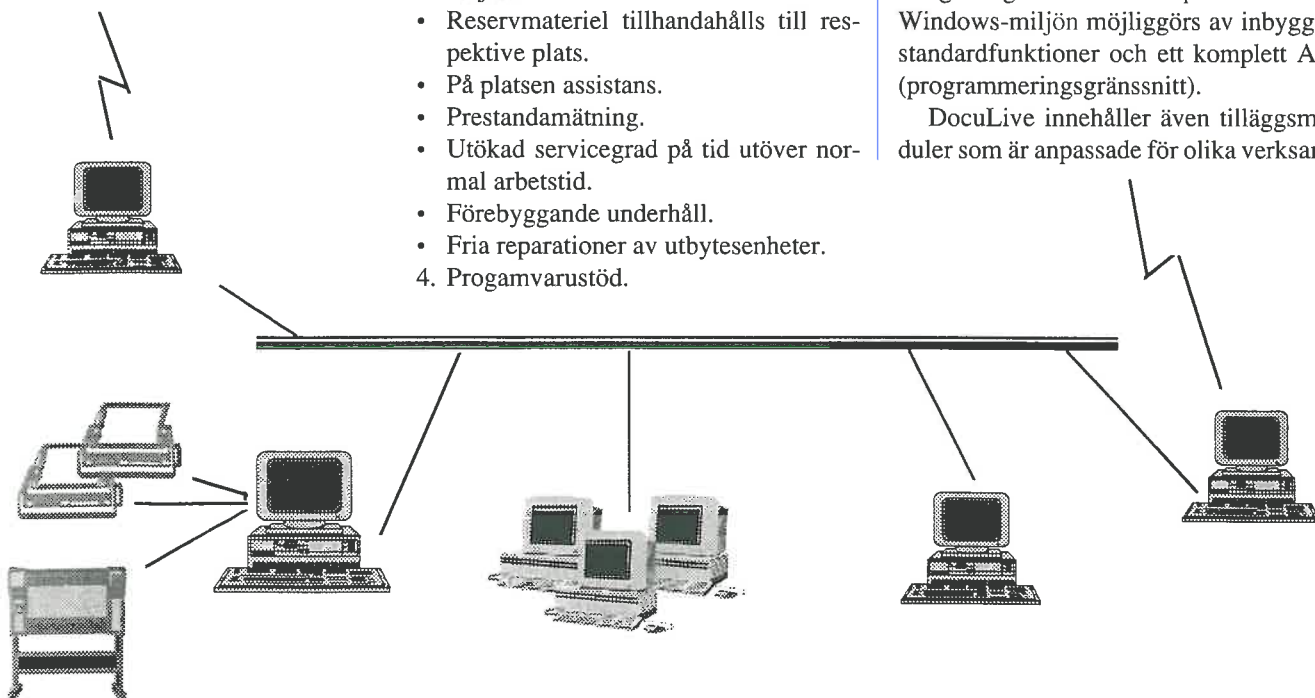 • Reservmateriel tillhandahålls till res-
pektive plats.
• På platsen assistans.
• Prestandamätning.
• Utökad servicegrad på tid utöver nor-
mal arbetstid.
• Förebyggande underhåll.
• Fria reparationer av utbytesenheter.
4. Progamvarustöd.
Windows-miljön möjliggörs av inbygg
standardfunktioner och ett komplett A
(programmeringsgränssnitt).
DocuLive innehåller även tilläggsm
duler som är anpassade för olika verksam